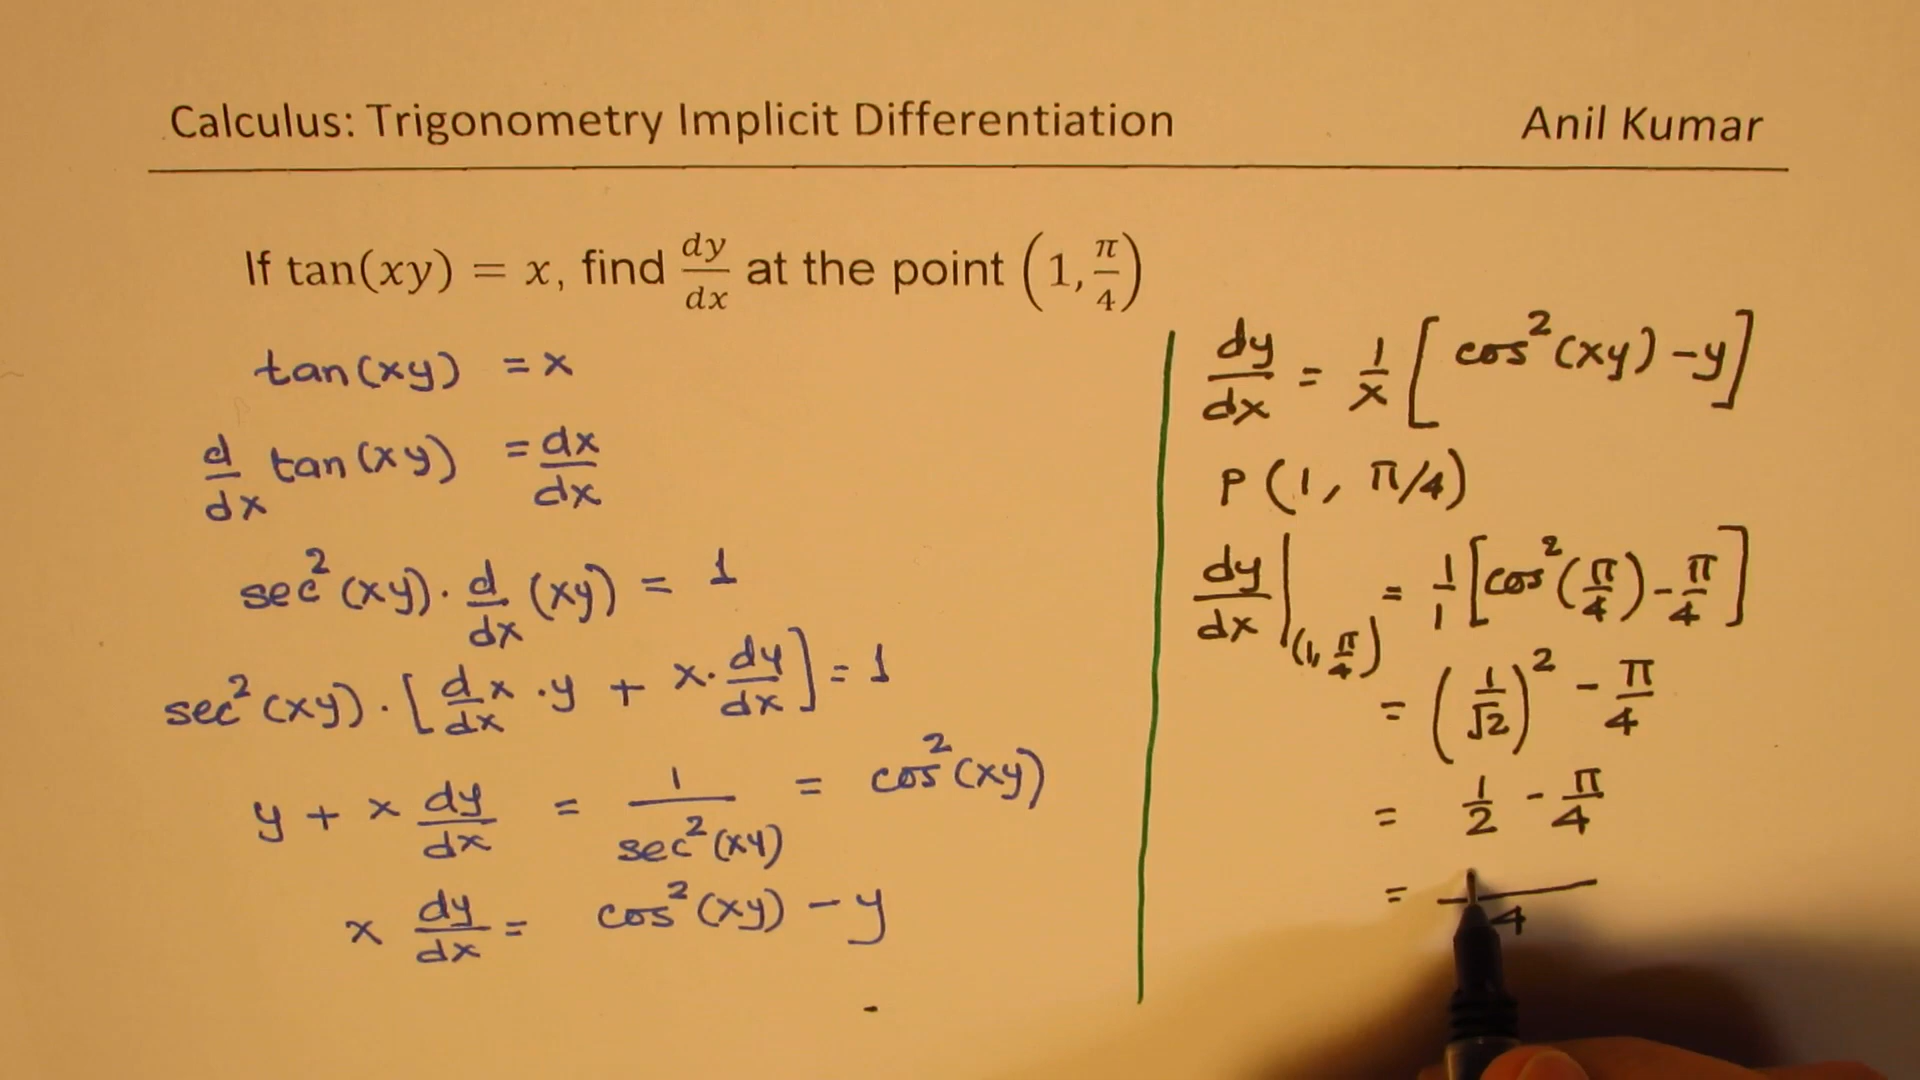 Calculus: Trigonometry Implicit Differentiation Anil Kumar
If tan(xy) = x, find dy/dx at the point (1, π/4)
tan(xy) = x
d/dx tan(xy) = dx/dx
sec²(xy) · d/dx (xy) = 1
sec²(xy) · [d/dx x · y + x · dy/dx] = 1
y + x dy/dx = 1/sec²(xy) = cos²(xy)
x dy/dx = cos²(xy) - y
dy/dx = 1/x [cos²(xy) - y]
P(1, π/4)
dy/dx|(1, π/4) = 1/1 [cos²(π/4) - π/4]
= (1/√2)² - π/4
= 1/2 - π/4
= /4